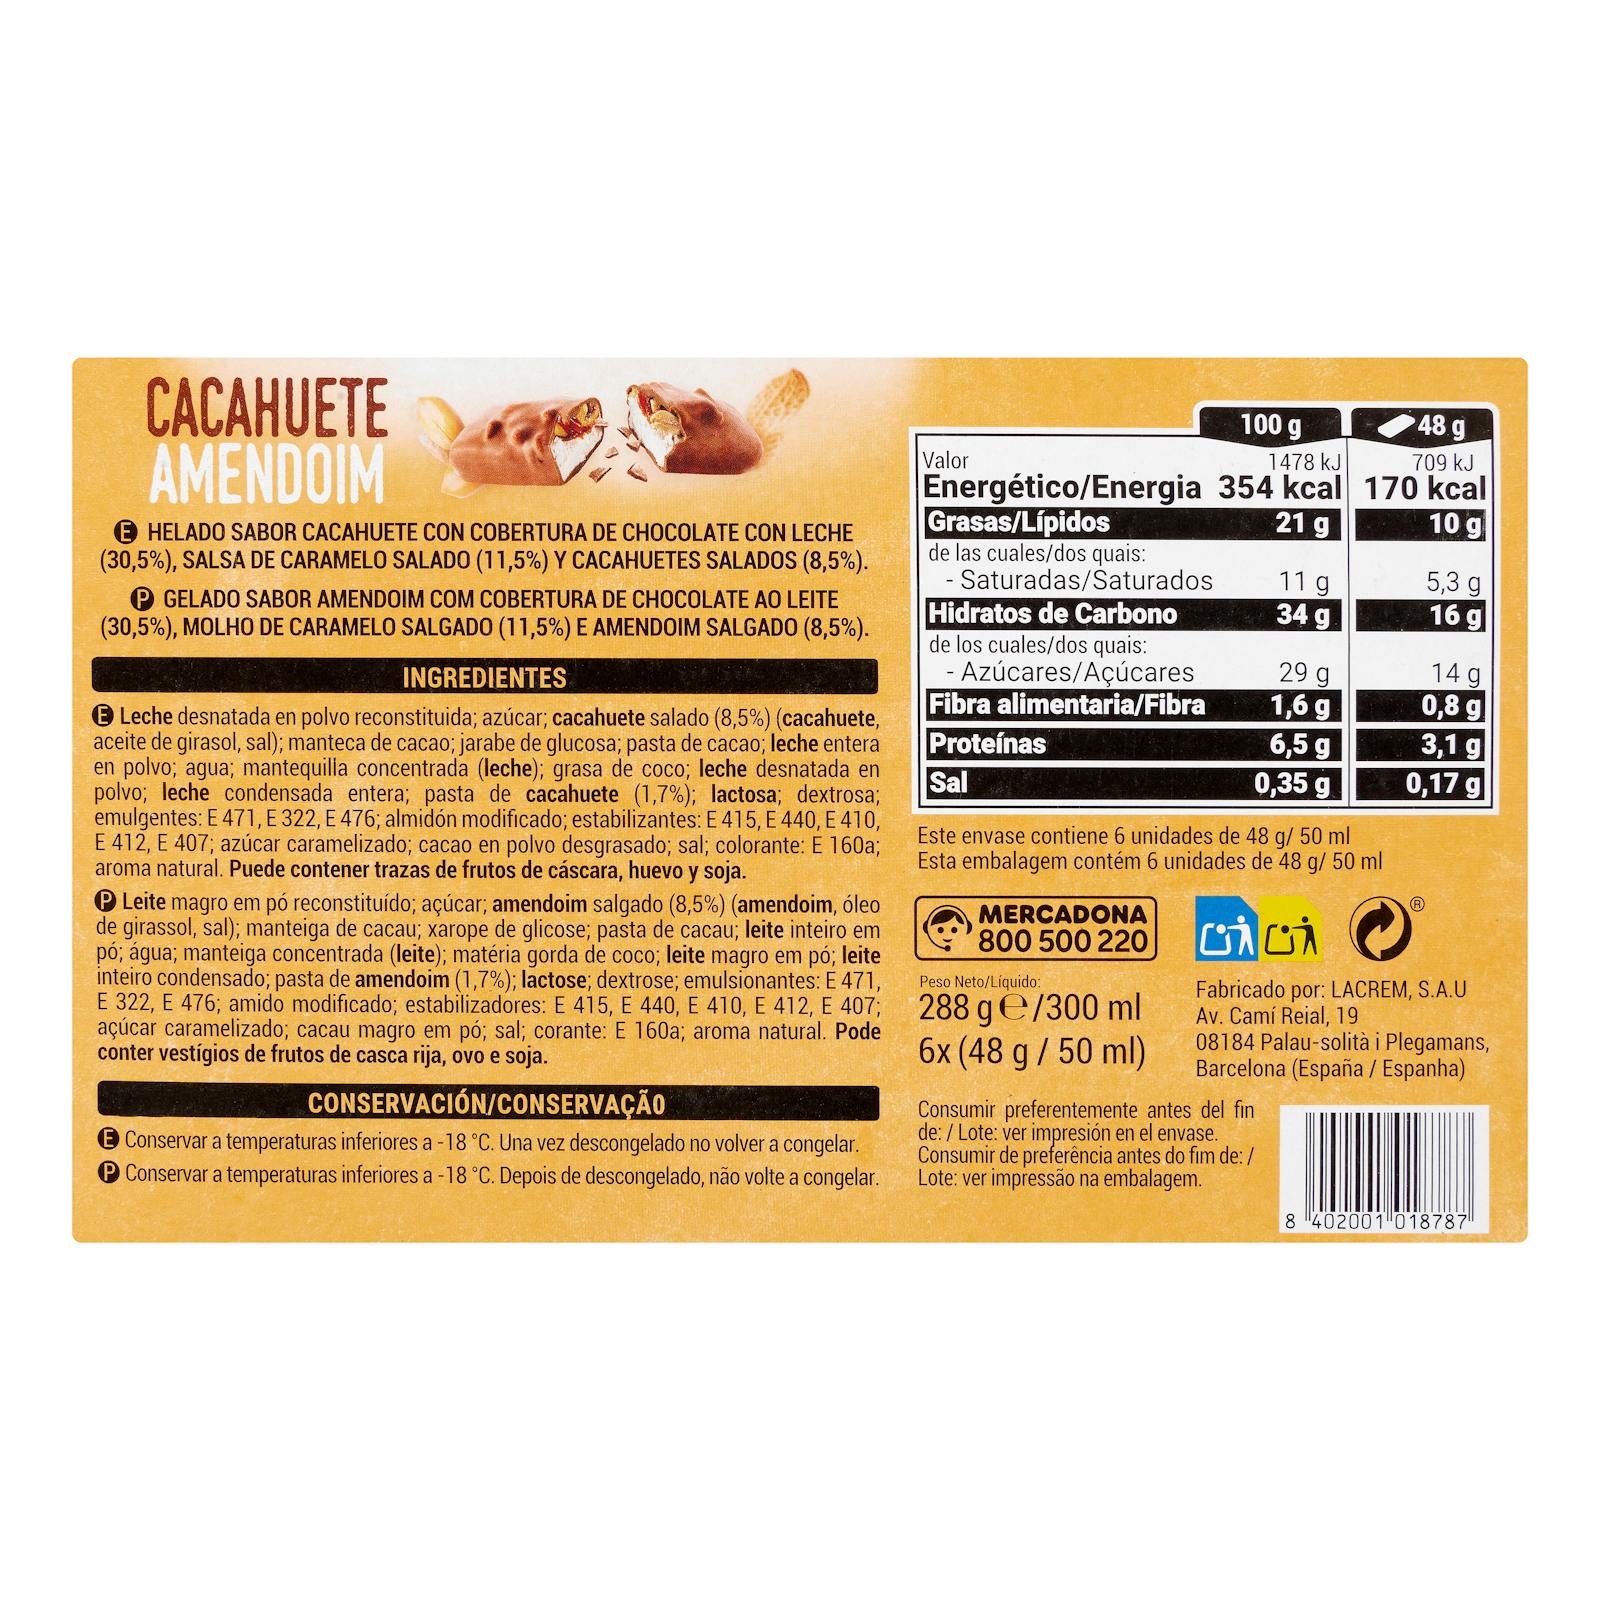 CACAHUETE
AMENDOIM
E HELADO SABOR CACAHUETE CON COBERTURA DE CHOCOLATE CON LECHE
(30,5%), SALSA DE CARAMELO SALADO (11,5%) Y CACAHUETES SALADOS (8,5%).
P GELADO SABOR AMENDOIM COM COBERTURA DE CHOCOLATE AO LEITE
(30,5%), MOLHO DE CARAMELO SALGADO (11,5%) E AMENDOIM SALGADO (8,5%).
INGREDIENTES
E Leche desnatada en polvo reconstituida; azúcar; cacahuete salado (8,5%) (cacahuete,
aceite de girasol, sal); manteca de cacao; jarabe de glucosa; pasta de cacao; leche entera
en polvo; agua; mantequilla concentrada (leche); grasa de coco; leche desnatada en
polvo; leche condensada entera; pasta de cacahuete (1,7%); lactosa; dextrosa;
emulgentes: E 471, E 322, E 476; almidón modificado; estabilizantes: E 415, E 440, E 410,
E 412, E 407; azúcar caramelizado; cacao en polvo desgrasado; sal; colorante: E 160a;
aroma natural. Puede contener trazas de frutos de cáscara, huevo y soja.
P Leite magro em pó reconstituído; açúcar; amendoim salgado (8,5%) (amendoim, óleo
de girassol, sal); manteiga de cacau; xarope de glicose; pasta de cacau; leite inteiro em
pó; água; manteiga concentrada (leite); matéria gorda de coco; leite magro em pó; leite
inteiro condensado; pasta de amendoim (1,7%); lactose; dextrose; emulsionantes: E 471,
E 322, E 476; amido modificado; estabilizadores: E 415, E 440, E 410, E 412, E 407;
açúcar caramelizado; cacau magro em pó; sal; corante: E 160a; aroma natural. Pode
conter vestígios de frutos de casca rija, ovo e soja.
CONSERVACIÓN/CONSERVAÇÃO
E Conservar a temperaturas inferiores a -18 °C. Una vez descongelado no volver a congelar.
P Conservar a temperaturas inferiores a -18 °C. Depois de descongelado, não volte a congelar.
100 g 48 g
Valor 1478 kJ 709 kJ
Energético/Energia 354 kcal 170 kcal
Grasas/Lípidos 21 g 10 g
de las cuales/dos quais:
- Saturadas/Saturados 11 g 5,3 g
Hidratos de Carbono 34 g 16 g
de los cuales/dos quais:
- Azúcares/Açúcares 29 g 14 g
Fibra alimentaria/Fibra 1,6 g 0,8 g
Proteínas 6,5 g 3,1 g
Sal 0,35 g 0,17 g
Este envase contiene 6 unidades de 48 g/ 50 ml
Esta embalagem contém 6 unidades de 48 g/ 50 ml
MERCADONA
800 500 220
®
Peso Neto/Líquido:
288 g e /300 ml
6x (48 g / 50 ml)
Fabricado por: LACREM, S.A.U
Av. Camí Reial, 19
08184 Palau-solità i Plegamans,
Barcelona (España / Espanha)
Consumir preferentemente antes del fin
de: / Lote: ver impresión en el envase.
Consumir de preferência antes do fim de: /
Lote: ver impressão na embalagem.
8 402001 018787